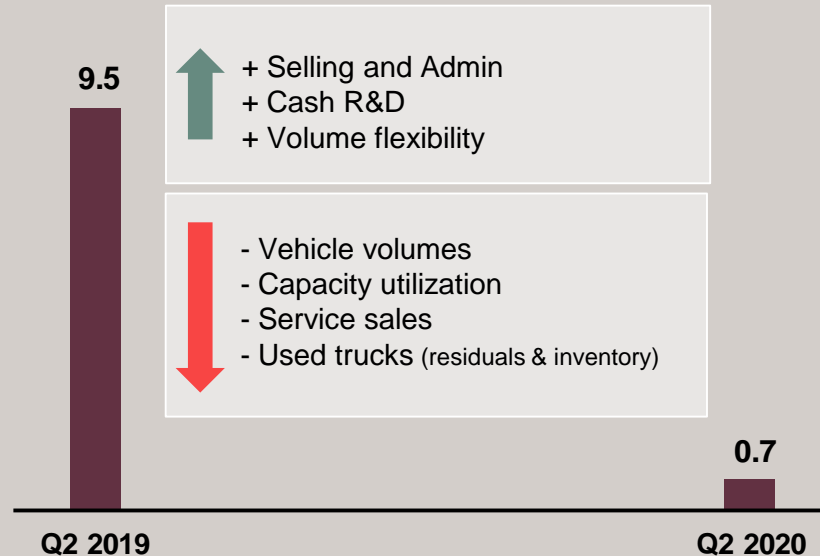 9.5
+ Selling and Admin
+ Cash R&D
+ Volume flexibility
- Vehicle volumes
- Capacity utilization
- Service sales
- Used trucks (residuals & inventory)
0.7
Q2 2019
Q2 2020